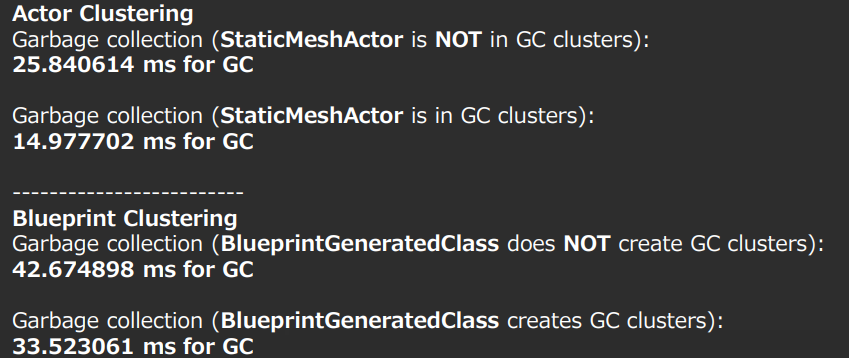 Actor Clustering
Garbage collection (StaticMeshActor is NOT in GC clusters):
25.840614 ms for GC
Garbage collection (StaticMeshActor is in GC clusters):
14.977702 ms for GC
-------------------------
Blueprint Clustering
Garbage collection (BlueprintGeneratedClass does NOT create GC clusters):
42.674898 ms for GC
Garbage collection (BlueprintGeneratedClass creates GC clusters):
33.523061 ms for GC